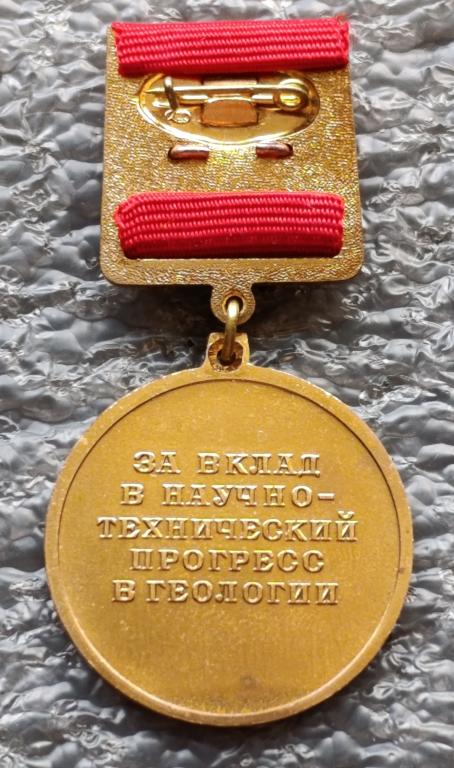 ЗА ВКЛАД
В НАУЧНО-
ТЕХНИЧЕСКИЙ
ПРОГРЕСС
В ГЕОЛОГИИ